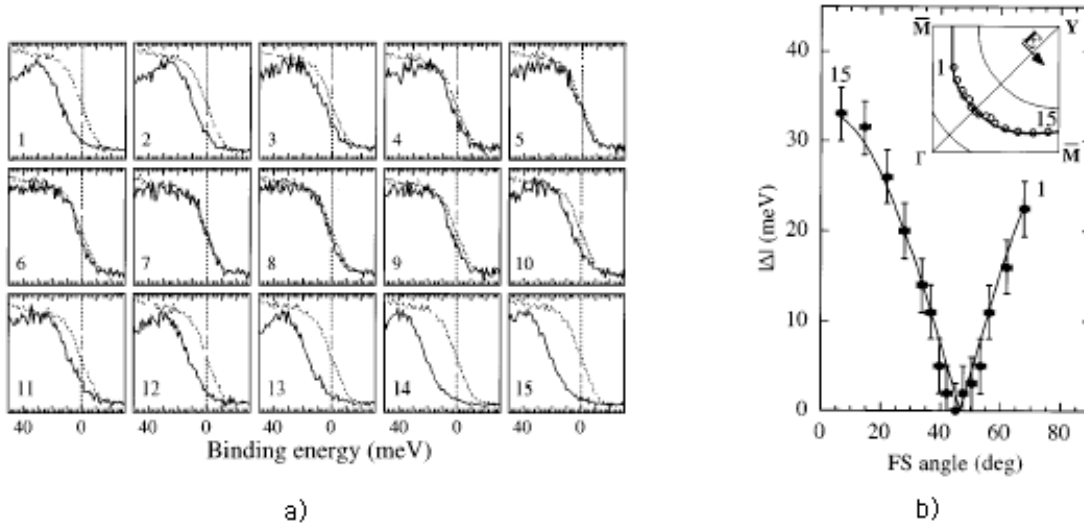 1 2 3 4 5
6 7 8 9 10
11 12 13 14 15
40 0 40 0 40 0 40 0 40 0
Binding energy (meV)
a)
M̅ Y
1
15
Γ M̅
15
1
40
30
20
10
0
|Δ| (meV)
0 20 40 60 80
FS angle (deg)
b)